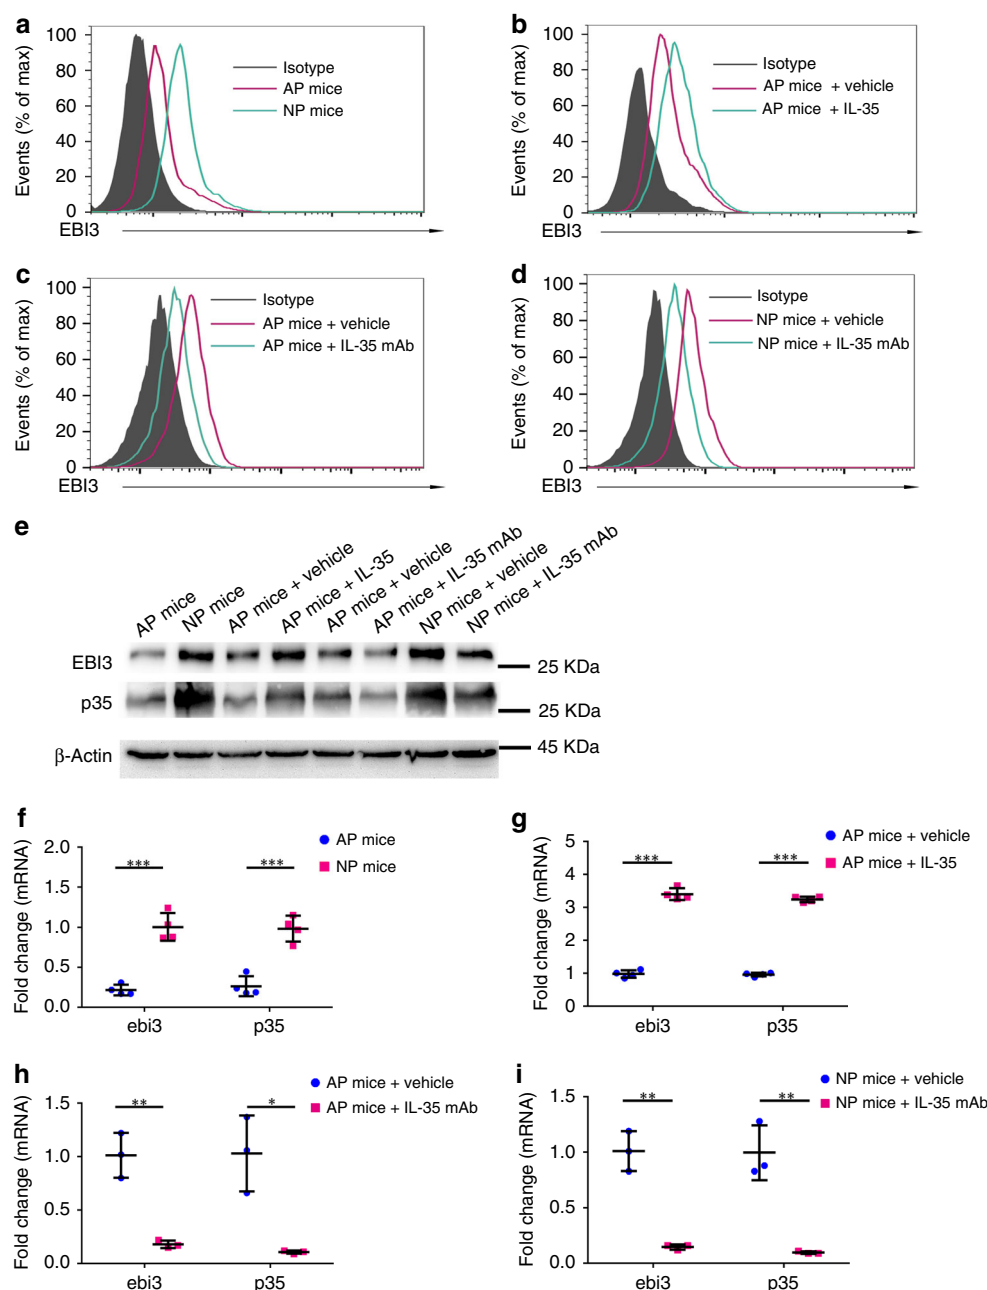 a
Events (% of max)
100
80
60
40
20
0
Isotype
AP mice
NP mice
EBI3
b
Events (% of max)
100
80
60
40
20
0
Isotype
AP mice + vehicle
AP mice + IL-35
EBI3
c
Events (% of max)
100
80
60
40
20
0
Isotype
AP mice + vehicle
AP mice + IL-35 mAb
EBI3
d
Events (% of max)
100
80
60
40
20
0
Isotype
NP mice + vehicle
NP mice + IL-35 mAb
EBI3
e
AP mice
NP mice
AP mice + vehicle
AP mice + IL-35
AP mice + vehicle
AP mice + IL-35 mAb
NP mice + vehicle
NP mice + IL-35 mAb
EBI3
25 KDa
p35
25 KDa
β-Actin
45 KDa
f
Fold change (mRNA)
2.0
1.5
1.0
0.5
0.0
AP mice
NP mice
***
***
ebi3
p35
g
Fold change (mRNA)
5
4
3
2
1
0
AP mice + vehicle
AP mice + IL-35
***
***
ebi3
p35
h
Fold change (mRNA)
1.5
1.0
0.5
0.0
AP mice + vehicle
AP mice + IL-35 mAb
**
*
ebi3
p35
i
Fold change (mRNA)
1.5
1.0
0.5
0.0
NP mice + vehicle
NP mice + IL-35 mAb
**
**
ebi3
p35